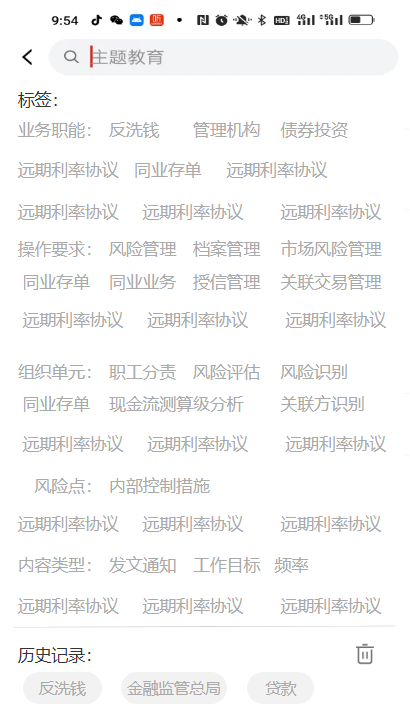 9:54
主题教育
标签：
业务职能： 反洗钱 管理机构 债券投资
远期利率协议 同业存单 远期利率协议
远期利率协议 远期利率协议 远期利率协议
操作要求： 风险管理 档案管理 市场风险管理
同业存单 同业业务 授信管理 关联交易管理
远期利率协议 远期利率协议 远期利率协议
组织单元： 职工分责 风险评估 风险识别
同业存单 现金流测算级分析 关联方识别
远期利率协议 远期利率协议 远期利率协议
风险点： 内部控制措施
远期利率协议 远期利率协议 远期利率协议
内容类型： 发文通知 工作目标 频率
远期利率协议 远期利率协议 远期利率协议
历史记录：
反洗钱 金融监管总局 贷款